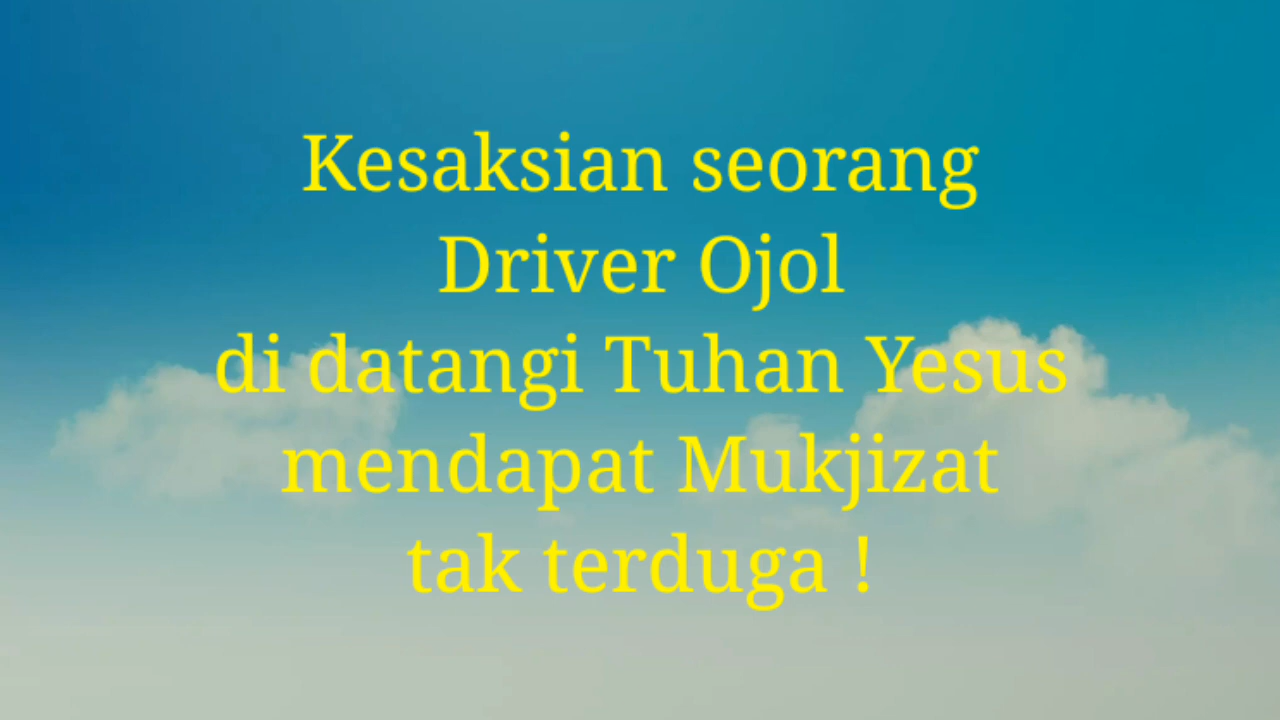 Kesaksian seorang
Driver Ojol
di datangi Tuhan Yesus
mendapat Mukjizat
tak terduga !